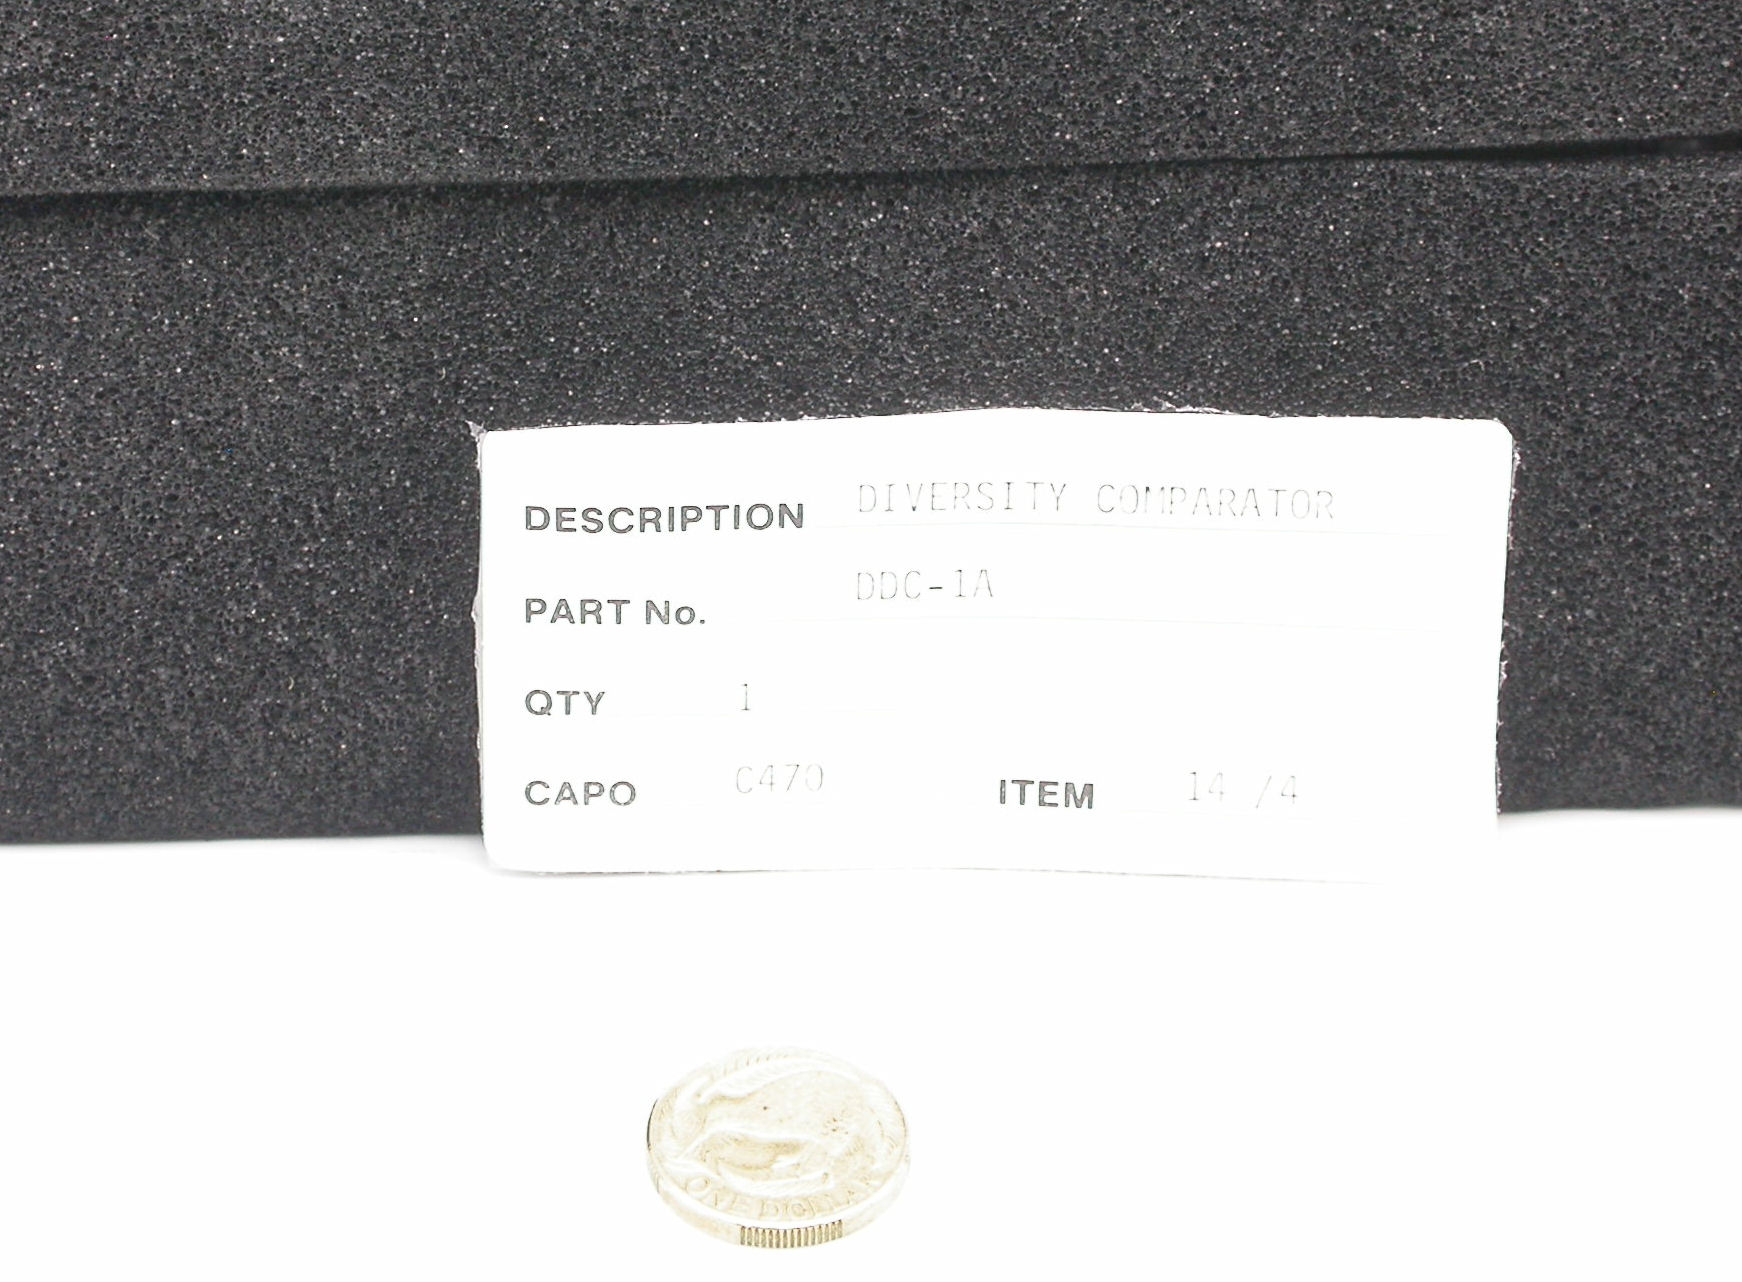 DESCRIPTION DIVERSITY COMPARATOR
PART No. DDC-1A
QTY 1
CAPO C470 ITEM 14 /4
ONE DOLLAR